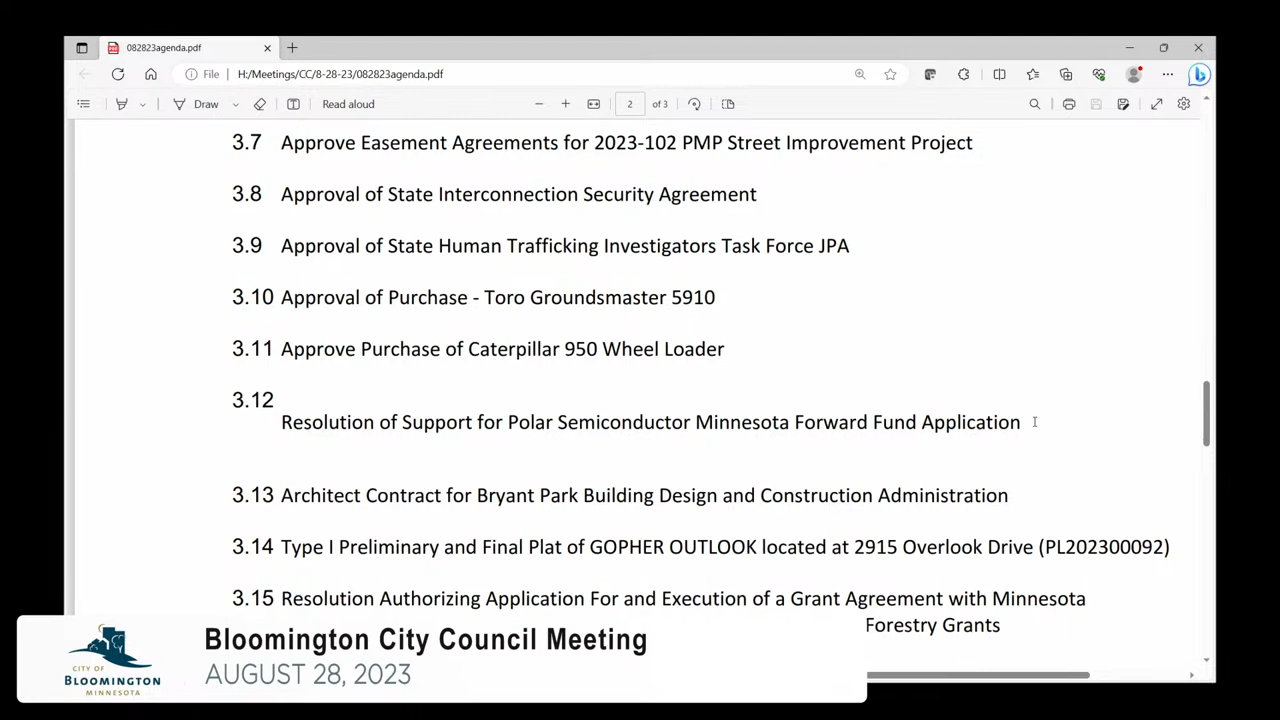 082823agenda.pdf
File H:/Meetings/CC/8-28-23/082823agenda.pdf
Draw Read aloud 2 of 3
3.7 Approve Easement Agreements for 2023-102 PMP Street Improvement Project
3.8 Approval of State Interconnection Security Agreement
3.9 Approval of State Human Trafficking Investigators Task Force JPA
3.10 Approval of Purchase - Toro Groundsmaster 5910
3.11 Approve Purchase of Caterpillar 950 Wheel Loader
3.12
Resolution of Support for Polar Semiconductor Minnesota Forward Fund Application
3.13 Architect Contract for Bryant Park Building Design and Construction Administration
3.14 Type I Preliminary and Final Plat of GOPHER OUTLOOK located at 2915 Overlook Drive (PL202300092)
3.15 Resolution Authorizing Application For and Execution of a Grant Agreement with Minnesota
Forestry Grants
CITY OF
BLOOMINGTON
MINNESOTA
Bloomington City Council Meeting
AUGUST 28, 2023